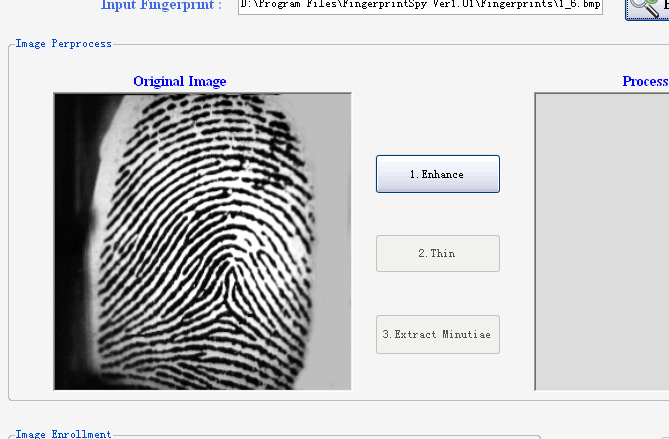 Input Fingerprint :
D:\Program Files\FingerprintSpy Ver1.01\Fingerprints\1_6.bmp
Image Perprocess
Original Image
Process
1.Enhance
2.Thin
3.Extract Minutiae
Image Enrollment